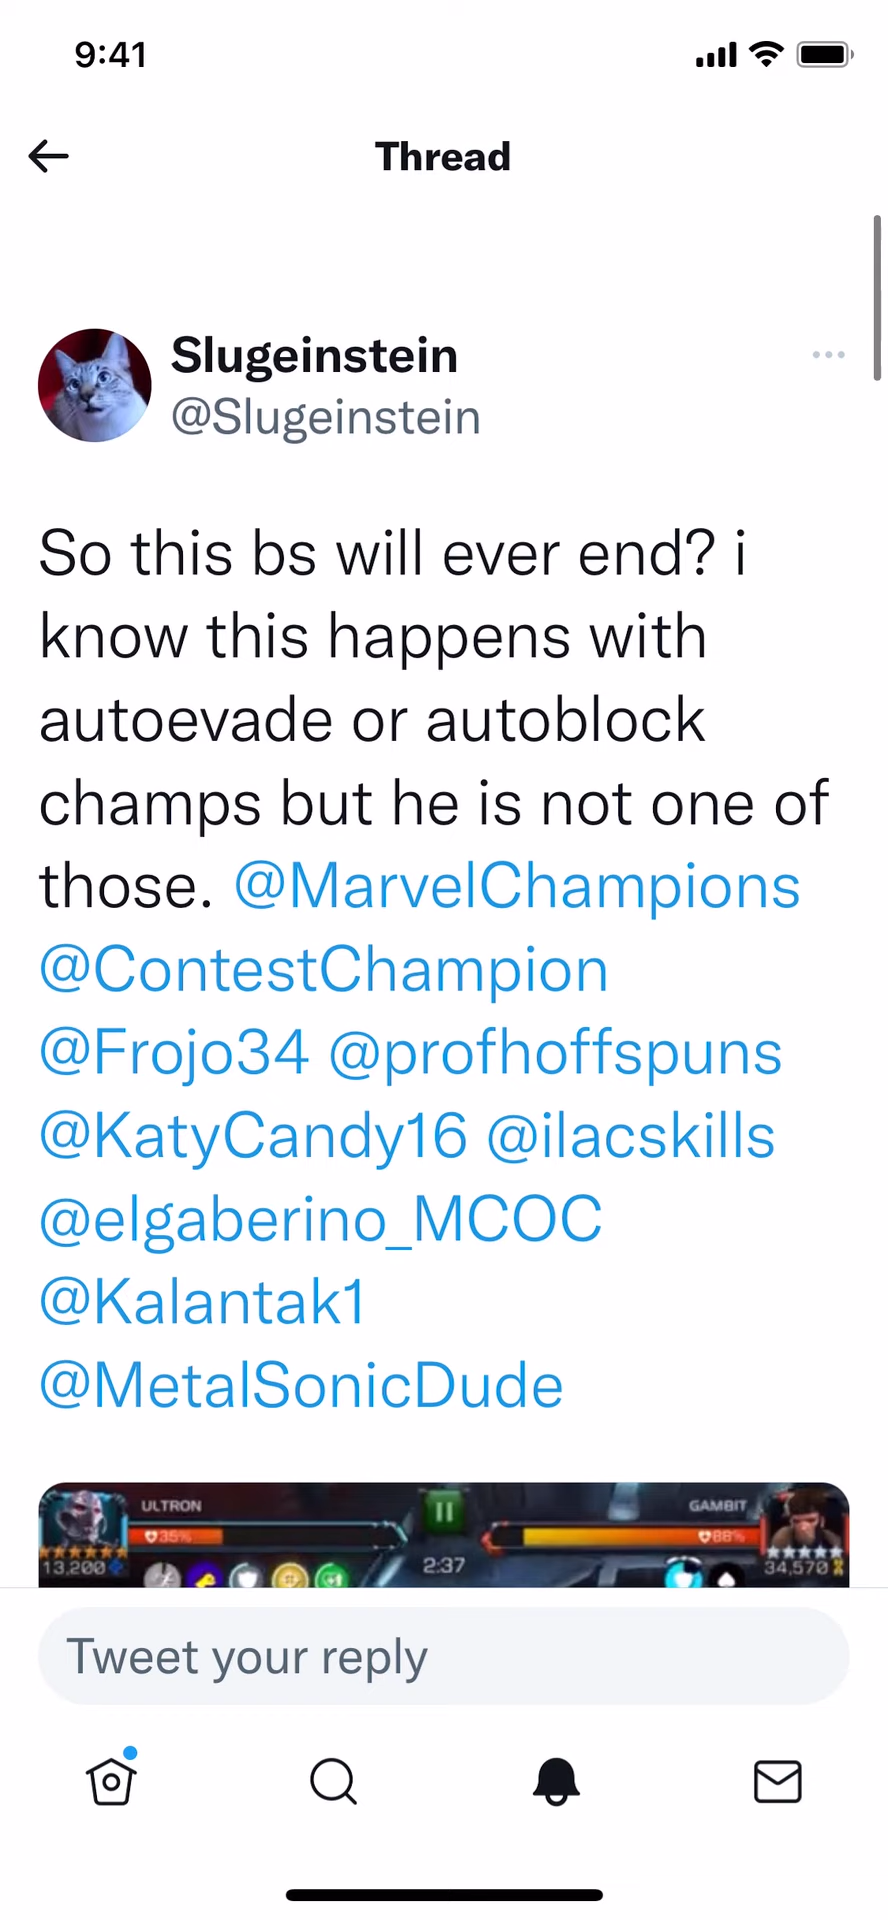 9:41
Thread
Slugeinstein
@Slugeinstein
So this bs will ever end? i
know this happens with
autoevade or autoblock
champs but he is not one of
those. @MarvelChampions
@ContestChampion
@Frojo34 @profhoffspuns
@KatyCandy16 @ilacskills
@elgaberino_MCOC
@Kalantak1
@MetalSonicDude
ULTRON GAMBIT
35% 88%
13,200 2:37 34,570
Tweet your reply